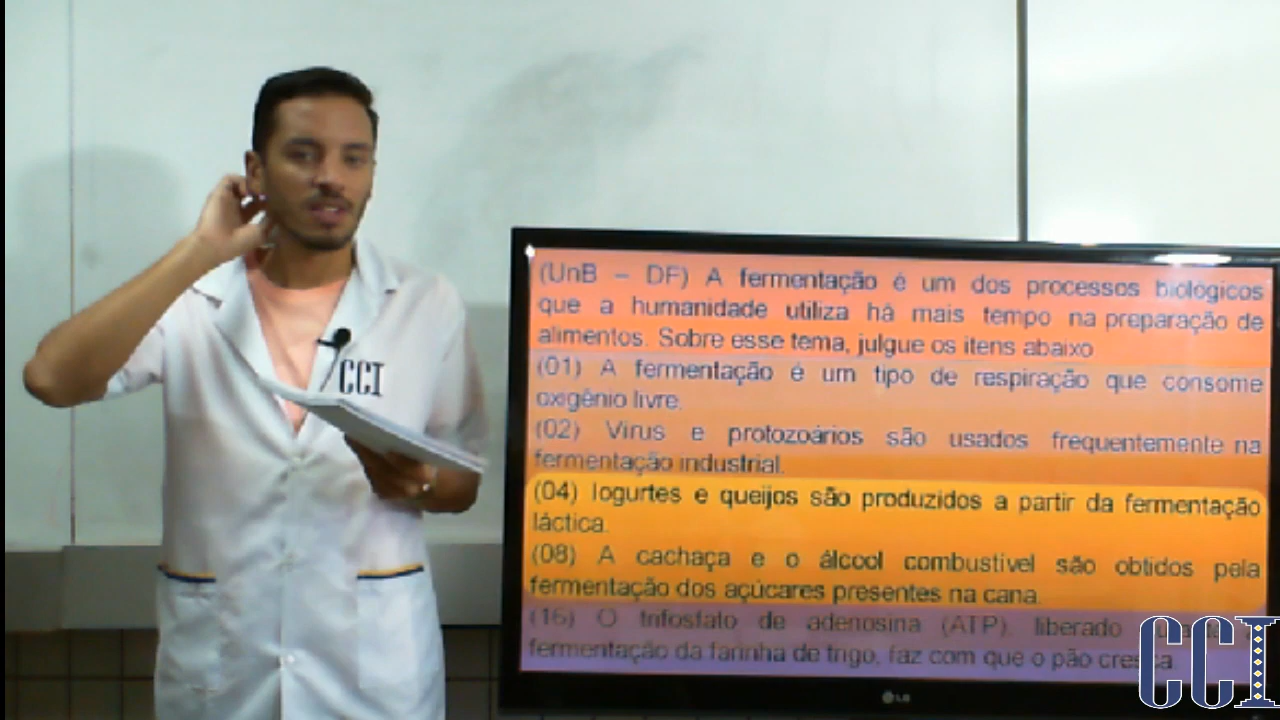 CCI
(UnB – DF) A fermentação é um dos processos biologicos
que a humanidade utiliza há mais tempo na preparação de
alimentos. Sobre esse tema, julgue os itens abaixo
(01) A fermentação é um tipo de respiração que consome
oxigênio livre.
(02) Virus e protozoários são usados frequentemente na
fermentação industrial.
(04) Iogurtes e queijos são produzidos a partir da fermentação
láctica.
(08) A cachaça e o álcool combustível são obtidos pela
fermentação dos açúcares presentes na cana.
(16) O trifosfato de adenosina (ATP), liberado
fermentação da farinha de trigo, faz com que o pão cresça
LG
CCI